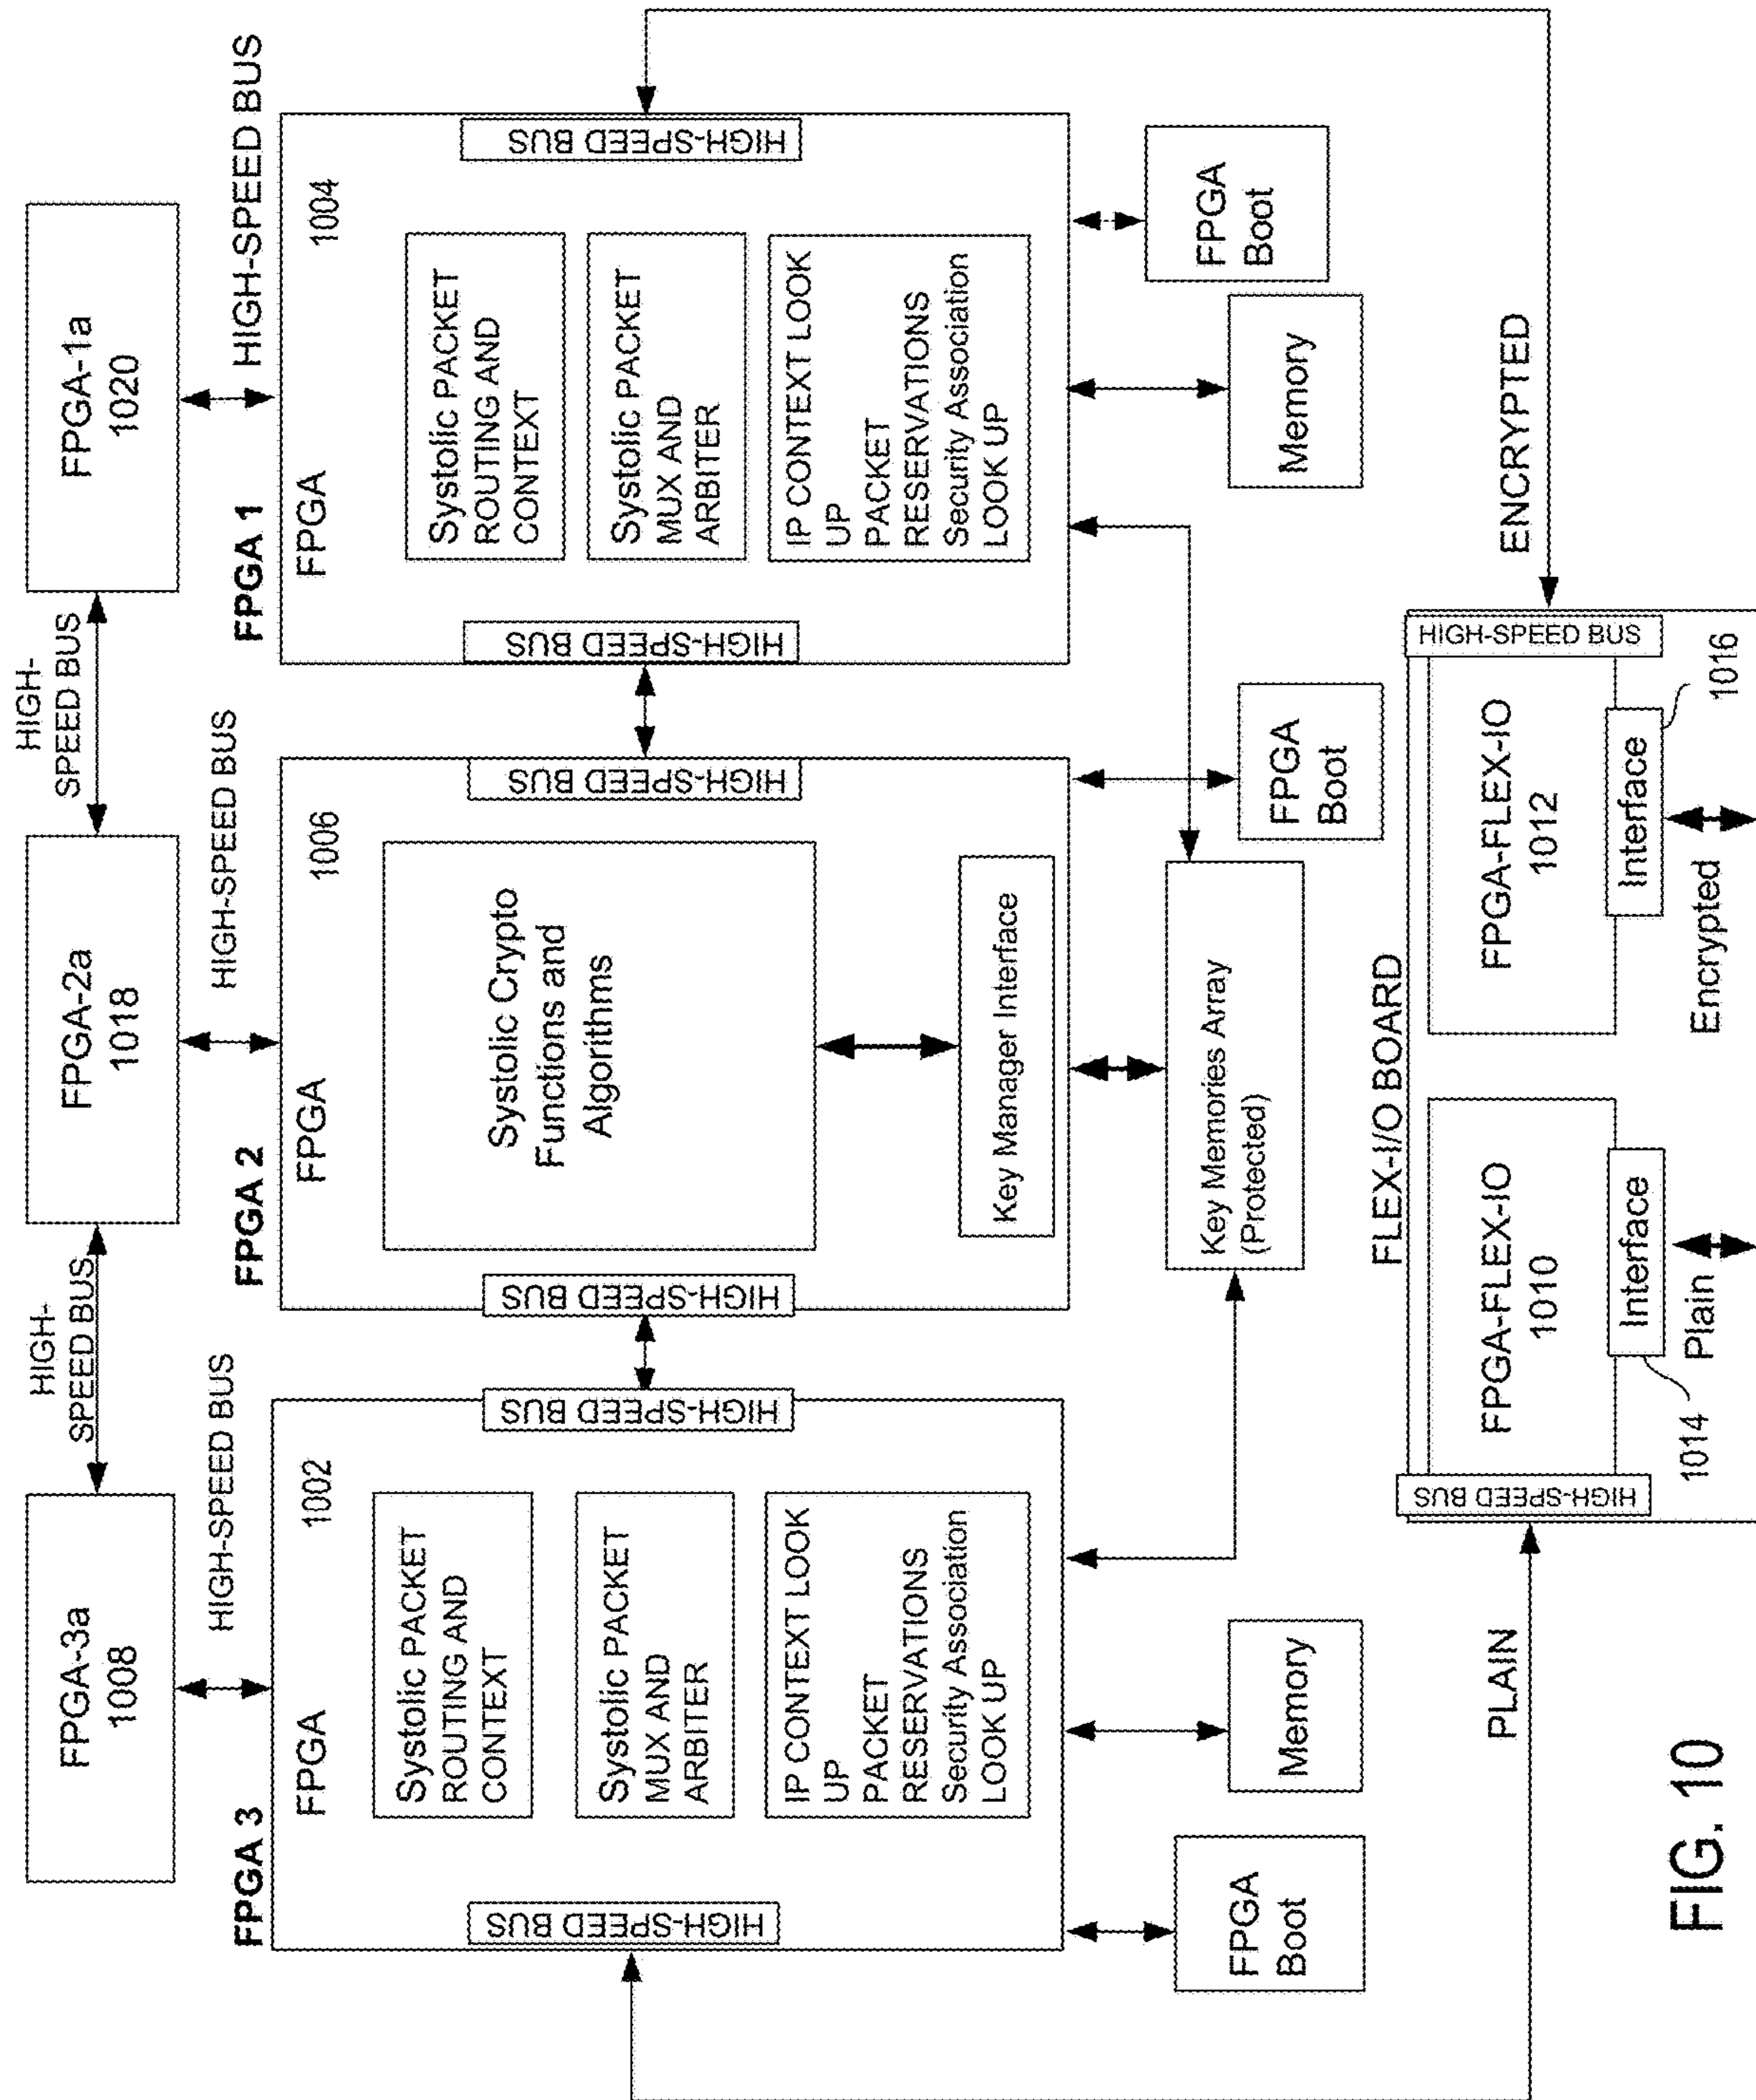 FPGA-3a
1008
HIGH-
SPEED BUS
FPGA-2a
1018
HIGH-
SPEED BUS
FPGA-1a
1020
HIGH-SPEED BUS
HIGH-SPEED BUS
HIGH-SPEED BUS
FPGA 3
FPGA
1002
Systolic PACKET
ROUTING AND
CONTEXT
Systolic PACKET
MUX AND
ARBITER
IP CONTEXT LOOK
UP
PACKET
RESERVATIONS
Security Association
LOOK UP
HIGH-SPEED BUS
HIGH-SPEED BUS
FPGA 2
FPGA
1006
Systolic Crypto
Functions and
Algorithms
Key Manager Interface
HIGH-SPEED BUS
HIGH-SPEED BUS
FPGA 1
FPGA
1004
Systolic PACKET
ROUTING AND
CONTEXT
Systolic PACKET
MUX AND
ARBITER
IP CONTEXT LOOK
UP
PACKET
RESERVATIONS
Security Association
LOOK UP
HIGH-SPEED BUS
HIGH-SPEED BUS
FPGA
Boot
Memory
Key Memories Array
(Protected)
FPGA
Boot
Memory
FPGA
Boot
PLAIN
ENCRYPTED
FLEX-I/O BOARD
HIGH-SPEED BUS
FPGA-FLEX-IO
1010
Interface
1014
Plain
FPGA-FLEX-IO
1012
Interface
1016
Encrypted
HIGH-SPEED BUS
FIG. 10